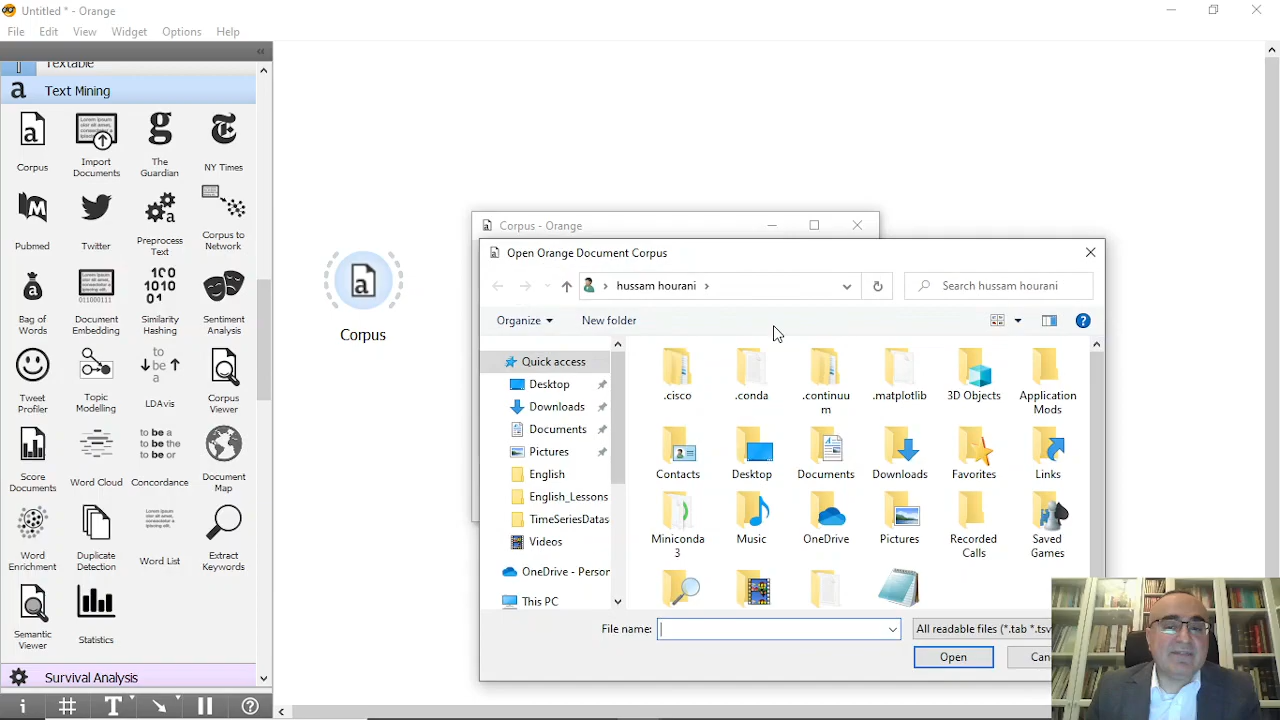 Untitled * - Orange
File Edit View Widget Options Help
Textable
a Text Mining
Corpus
Import Documents
The Guardian
NY Times
Pubmed
Twitter
Preprocess Text
Corpus to Network
Bag of Words
Document Embedding
Similarity Hashing
Sentiment Analysis
Tweet Profiler
Topic Modelling
LDAvis
Corpus Viewer
Score Documents
Word Cloud
Concordance
Document Map
Word Enrichment
Duplicate Detection
Word List
Extract Keywords
Semantic Viewer
Statistics
Survival Analysis
Corpus
Corpus - Orange
Open Orange Document Corpus
hussam hourani
Search hussam hourani
Organize New folder
Quick access
Desktop
Downloads
Documents
Pictures
English
English_Lessons
TimeSeriesDatas
Videos
OneDrive - Person
This PC
.cisco
.conda
.continuum
.matplotlib
3D Objects
Application Mods
Contacts
Desktop
Documents
Downloads
Favorites
Links
Miniconda3
Music
OneDrive
Pictures
Recorded Calls
Saved Games
File name:
All readable files (*.tab *.tsv
Open
Can